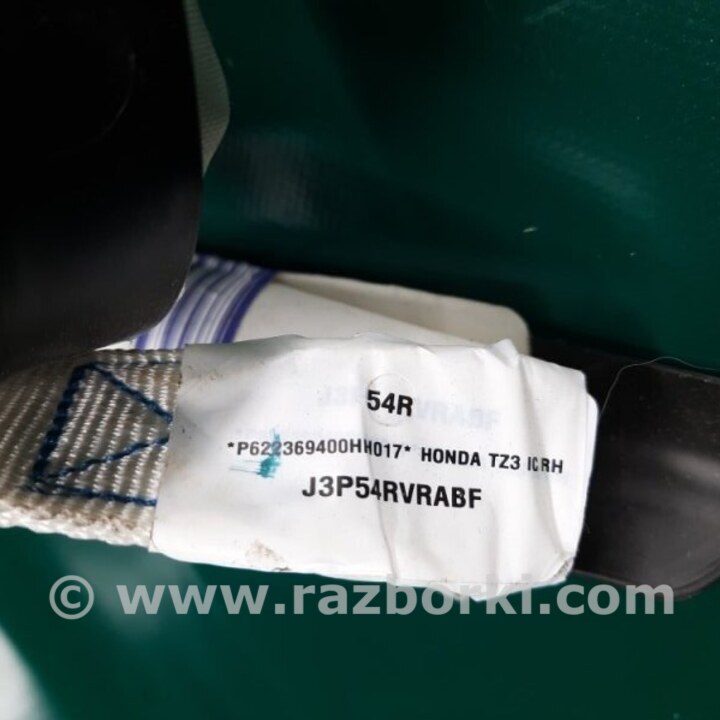 54R
*P622369400HH017* HONDA TZ3 IC RH
J3P54RVRABF
© www.razborki.com